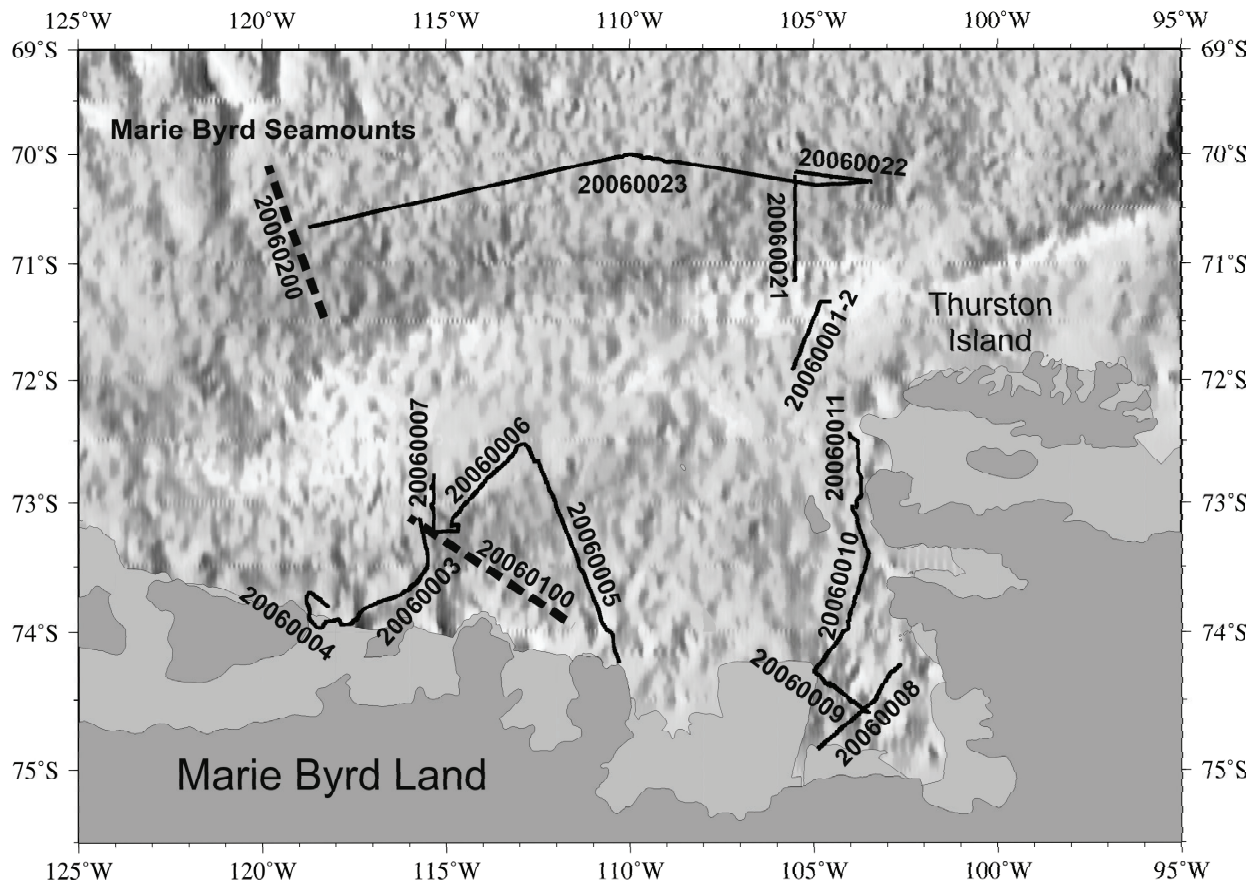 125°W 120°W 115°W 110°W 105°W 100°W 95°W
69°S 69°S
Marie Byrd Seamounts
70°S 70°S
20060022
20060023
20060021
20060200
71°S 71°S
Thurston
Island
20060001-2
72°S 72°S
20060007
20060006
20060011
73°S 73°S
20060005
20060100
20060003
20060010
20060004
74°S 74°S
20060009
20060008
75°S 75°S
Marie Byrd Land
125°W 120°W 115°W 110°W 105°W 100°W 95°W